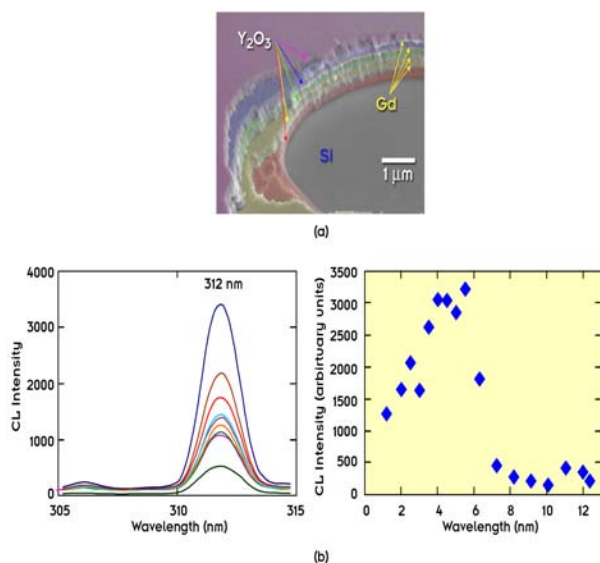 Y2O3
Gd
Si
1 μm
(a)
4000
3000
2000
1000
0
CL Intensity
312 nm
305
310
315
Wavelength (nm)
3500
3000
2500
2000
1500
1000
500
0
CL Intensity (arbirtuary units)
0
2
4
6
8
10
12
Wavelength (nm)
(b)